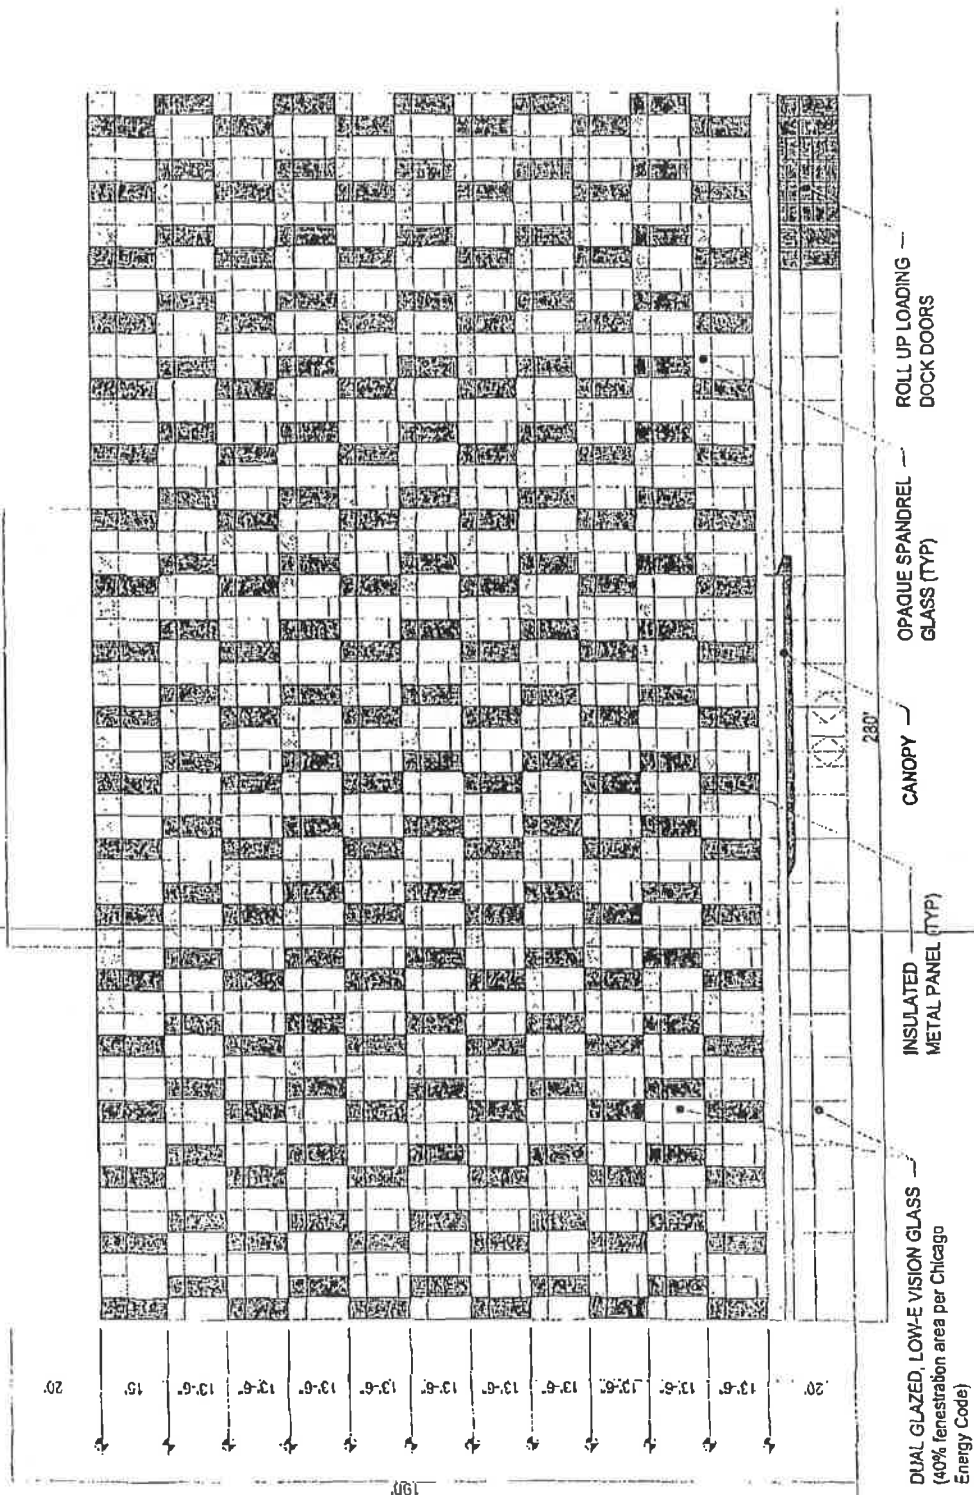 20'
15'
13'-6"
13'-6"
13'-6"
13'-6"
13'-6"
13'-6"
13'-6"
13'-6"
13'-6"
13'-6"
20'
190'
280'
DUAL GLAZED, LOW-E VISION GLASS
(40% fenestration area per Chicago
Energy Code)
INSULATED
METAL PANEL (TYP)
CANOPY
OPAQUE SPANDREL
GLASS (TYP)
ROLL UP LOADING
DOCK DOORS